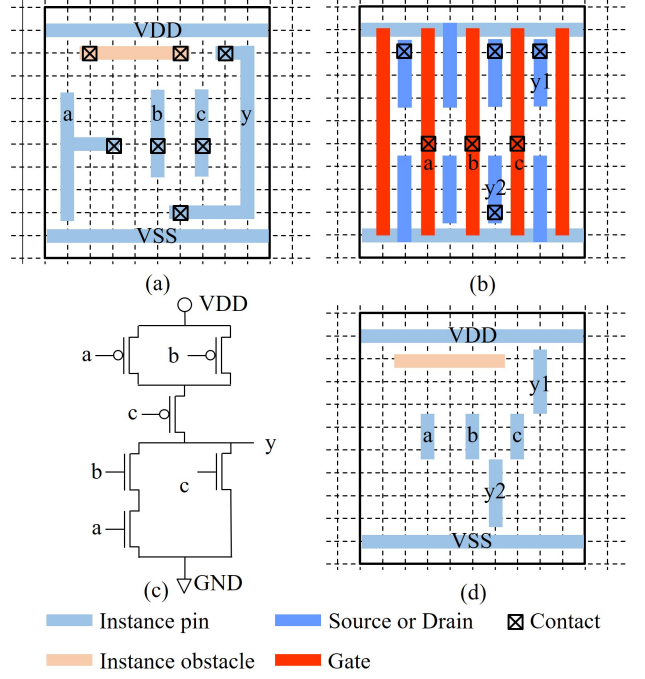 VDD
a
b
c
y
VSS
(a)
y1
a
b
c
y2
(b)
VDD
a
b
c
y
b
c
a
GND
(c)
VDD
y1
a
b
c
y2
VSS
(d)
Instance pin
Source or Drain
Contact
Instance obstacle
Gate